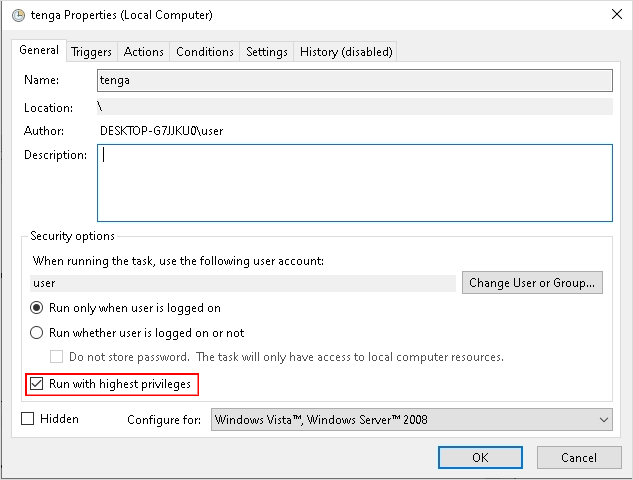 tenga Properties (Local Computer)
General Triggers Actions Conditions Settings History (disabled)
Name: tenga
Location: \
Author: DESKTOP-G7JJKU0\user
Description:
Security options
When running the task, use the following user account:
user Change User or Group...
Run only when user is logged on
Run whether user is logged on or not
Do not store password. The task will only have access to local computer resources.
Run with highest privileges
Hidden Configure for: Windows Vista™, Windows Server™ 2008
OK Cancel